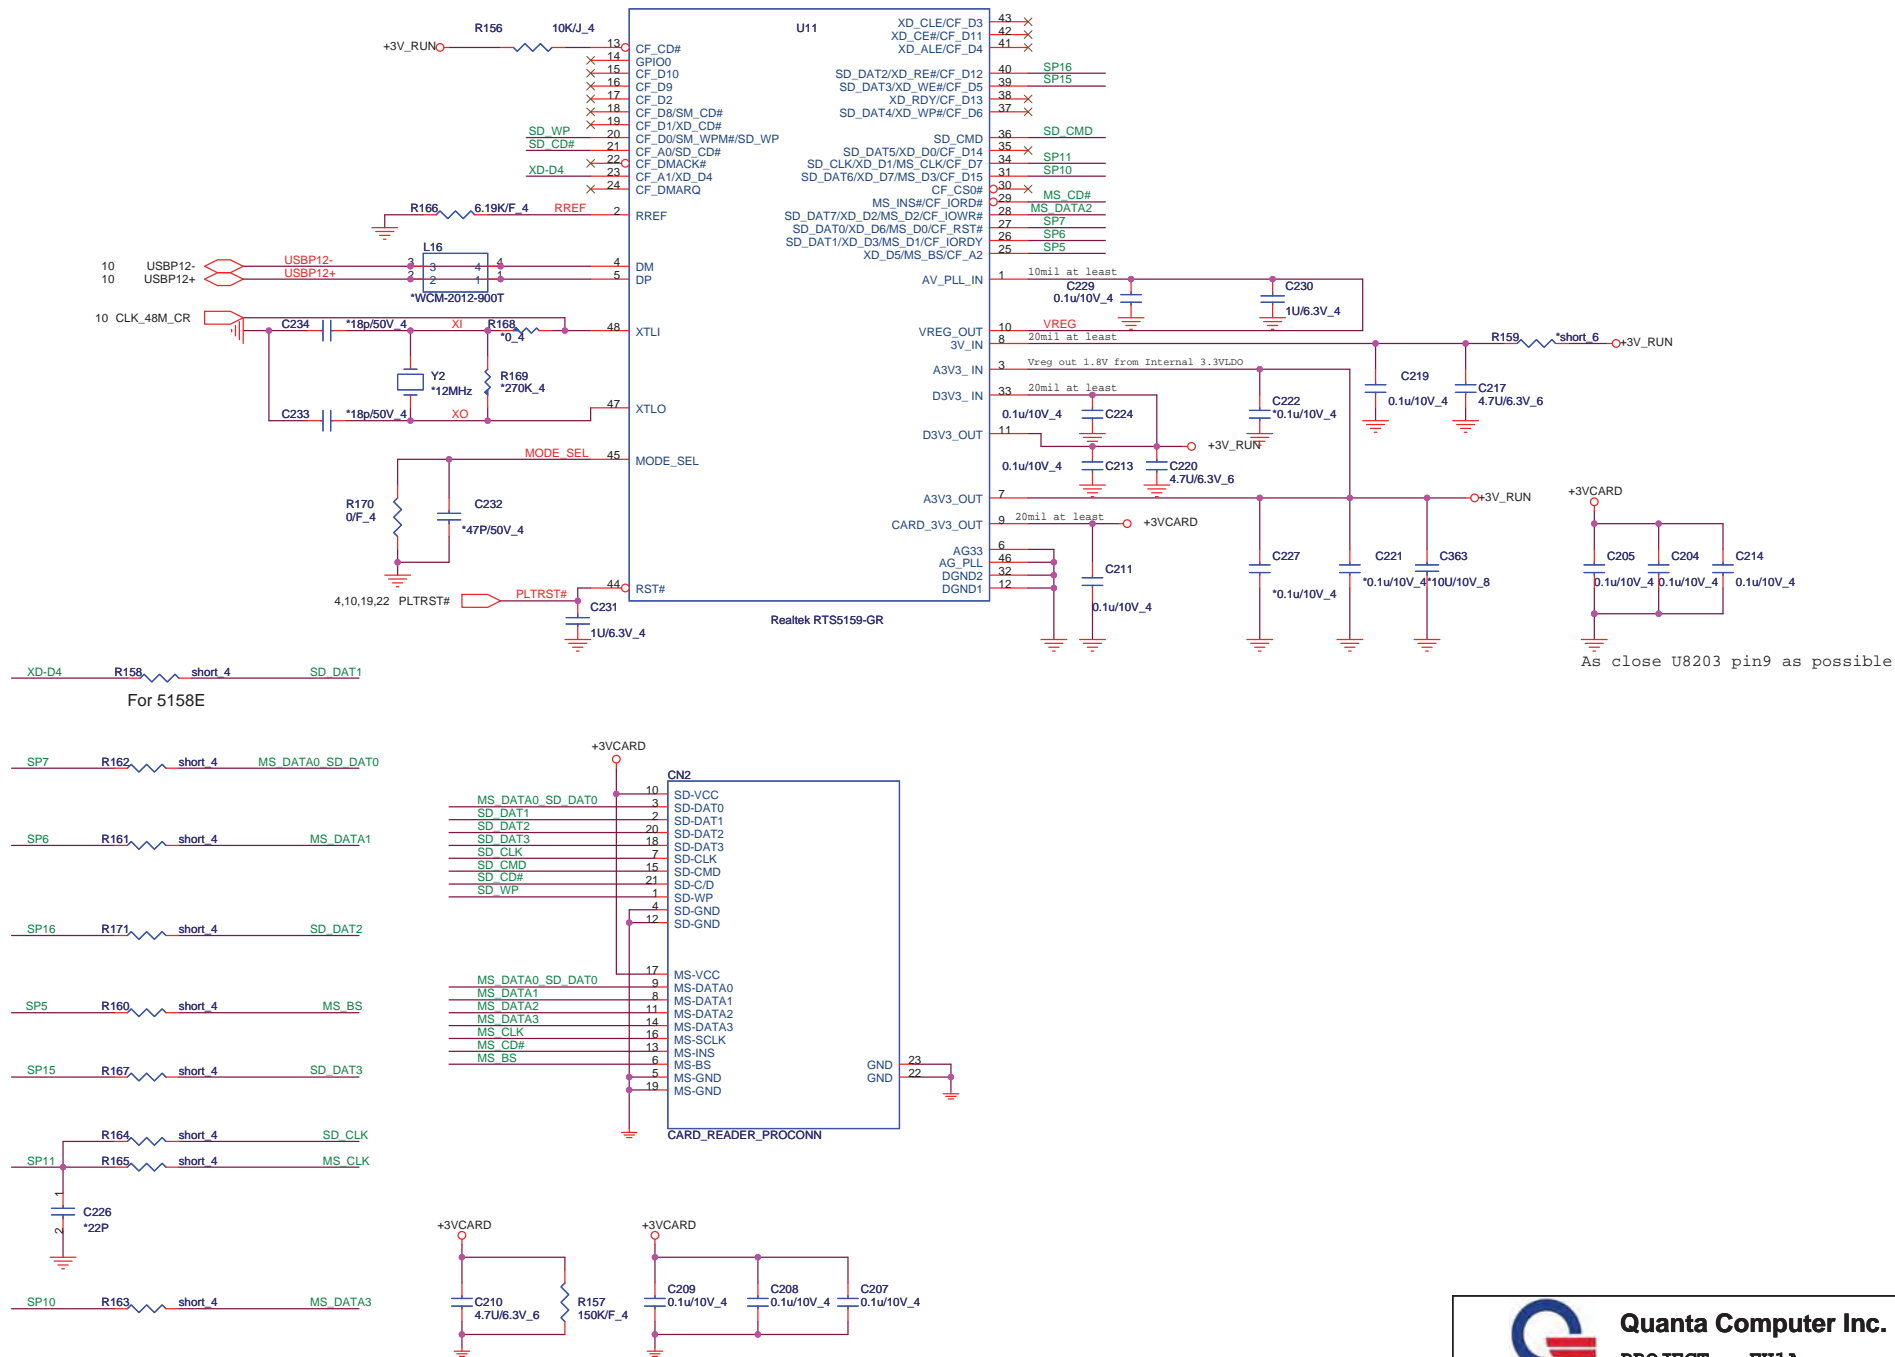 R156 10K/J_4
+3V_RUN
U11
13 CF_CD#
14 GPIO0
15 CF_D10
16 CF_D9
17 CF_D2
18 CF_D8/SM_CD#
19 CF_D1/XD_CD#
SD_WP 20 CF_D0/SM_WPM#/SD_WP
SD_CD# 21 CF_A0/SD_CD#
22 CF_DMACK#
XD-D4 23 CF_A1/XD_D4
24 CF_DMARQ
R166 6.19K/F_4 RREF 2 RREF
L16
10 USBP12- USBP12- 3 3 4 4 4 DM
10 USBP12+ USBP12+ 2 2 1 1 5 DP
*WCM-2012-900T
10 CLK_48M_CR
C234 *18p/50V_4 XI R168 *0_4 48 XTLI
Y2 *12MHz
R169 *270K_4
C233 *18p/50V_4 XO 47 XTLO
MODE_SEL 45 MODE_SEL
R170 0/F_4
C232 *47P/50V_4
4,10,19,22 PLTRST# PLTRST# 44 RST#
C231 1U/6.3V_4
XD_CLE/CF_D3 43
XD_CE#/CF_D11 42
XD_ALE/CF_D4 41
SD_DAT2/XD_RE#/CF_D12 40 SP16
SD_DAT3/XD_WE#/CF_D5 39 SP15
XD_RDY/CF_D13 38
SD_DAT4/XD_WP#/CF_D6 37
SD_CMD 36 SD_CMD
SD_DAT5/XD_D0/CF_D14 35
SD_CLK/XD_D1/MS_CLK/CF_D7 34 SP11
SD_DAT6/XD_D7/MS_D3/CF_D15 31 SP10
CF_CS0# 30
MS_INS#/CF_IORD# 29 MS_CD#
SD_DAT7/XD_D2/MS_D2/CF_IOWR# 28 MS_DATA2
SD_DAT0/XD_D6/MS_D0/CF_RST# 27 SP7
SD_DAT1/XD_D3/MS_D1/CF_IORDY 26 SP6
XD_D5/MS_BS/CF_A2 25 SP5
AV_PLL_IN 1 10mil at least
C229 0.1u/10V_4
C230 1U/6.3V_4
VREG_OUT 10 VREG
3V_IN 8 20mil at least
R159 *short_6 +3V_RUN
A3V3_ IN 3 Vreg out 1.8V from Internal 3.3VLDO
C219 0.1u/10V_4
C217 4.7U/6.3V_6
D3V3_ IN 33 20mil at least
0.1u/10V_4 C224
C222 *0.1u/10V_4
D3V3_OUT 11
+3V_RUN
0.1u/10V_4 C213
C220 4.7U/6.3V_6
A3V3_OUT 7
+3V_RUN
CARD_3V3_OUT 9 20mil at least +3VCARD
AG33 6
AG_PLL 46
DGND2 32
DGND1 12
C211 0.1u/10V_4
C227 *0.1u/10V_4
C221 *0.1u/10V_4
C363 *10U/10V_8
Realtek RTS5159-GR
+3VCARD
C205 0.1u/10V_4
C204 0.1u/10V_4
C214 0.1u/10V_4
As close U8203 pin9 as possible
XD-D4 R158 short_4 SD_DAT1
For 5158E
SP7 R162 short_4 MS_DATA0_SD_DAT0
SP6 R161 short_4 MS_DATA1
SP16 R171 short_4 SD_DAT2
SP5 R160 short_4 MS_BS
SP15 R167 short_4 SD_DAT3
R164 short_4 SD_CLK
SP11 R165 short_4 MS_CLK
1
C226
*22P
2
SP10 R163 short_4 MS_DATA3
+3VCARD
CN2
10 SD-VCC
MS_DATA0_SD_DAT0 3 SD-DAT0
SD_DAT1 2 SD-DAT1
SD_DAT2 20 SD-DAT2
SD_DAT3 18 SD-DAT3
SD_CLK 7 SD-CLK
SD_CMD 15 SD-CMD
SD_CD# 21 SD-C/D
SD_WP 1 SD-WP
4 SD-GND
12 SD-GND
17 MS-VCC
MS_DATA0_SD_DAT0 9 MS-DATA0
MS_DATA1 8 MS-DATA1
MS_DATA2 11 MS-DATA2
MS_DATA3 14 MS-DATA3
MS_CLK 16 MS-SCLK
MS_CD# 13 MS-INS
MS_BS 6 MS-BS
5 MS-GND
19 MS-GND
GND 23
GND 22
CARD_READER_PROCONN
+3VCARD
C210 4.7U/6.3V_6
R157 150K/F_4
+3VCARD
C209 0.1u/10V_4
C208 0.1u/10V_4
C207 0.1u/10V_4
Quanta Computer Inc.